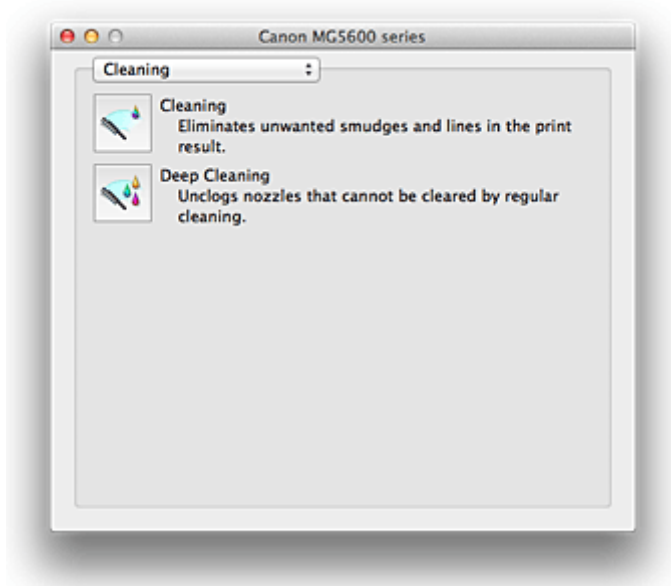 Canon MG5600 series
Cleaning
Cleaning
Eliminates unwanted smudges and lines in the print
result.
Deep Cleaning
Unclogs nozzles that cannot be cleared by regular
cleaning.